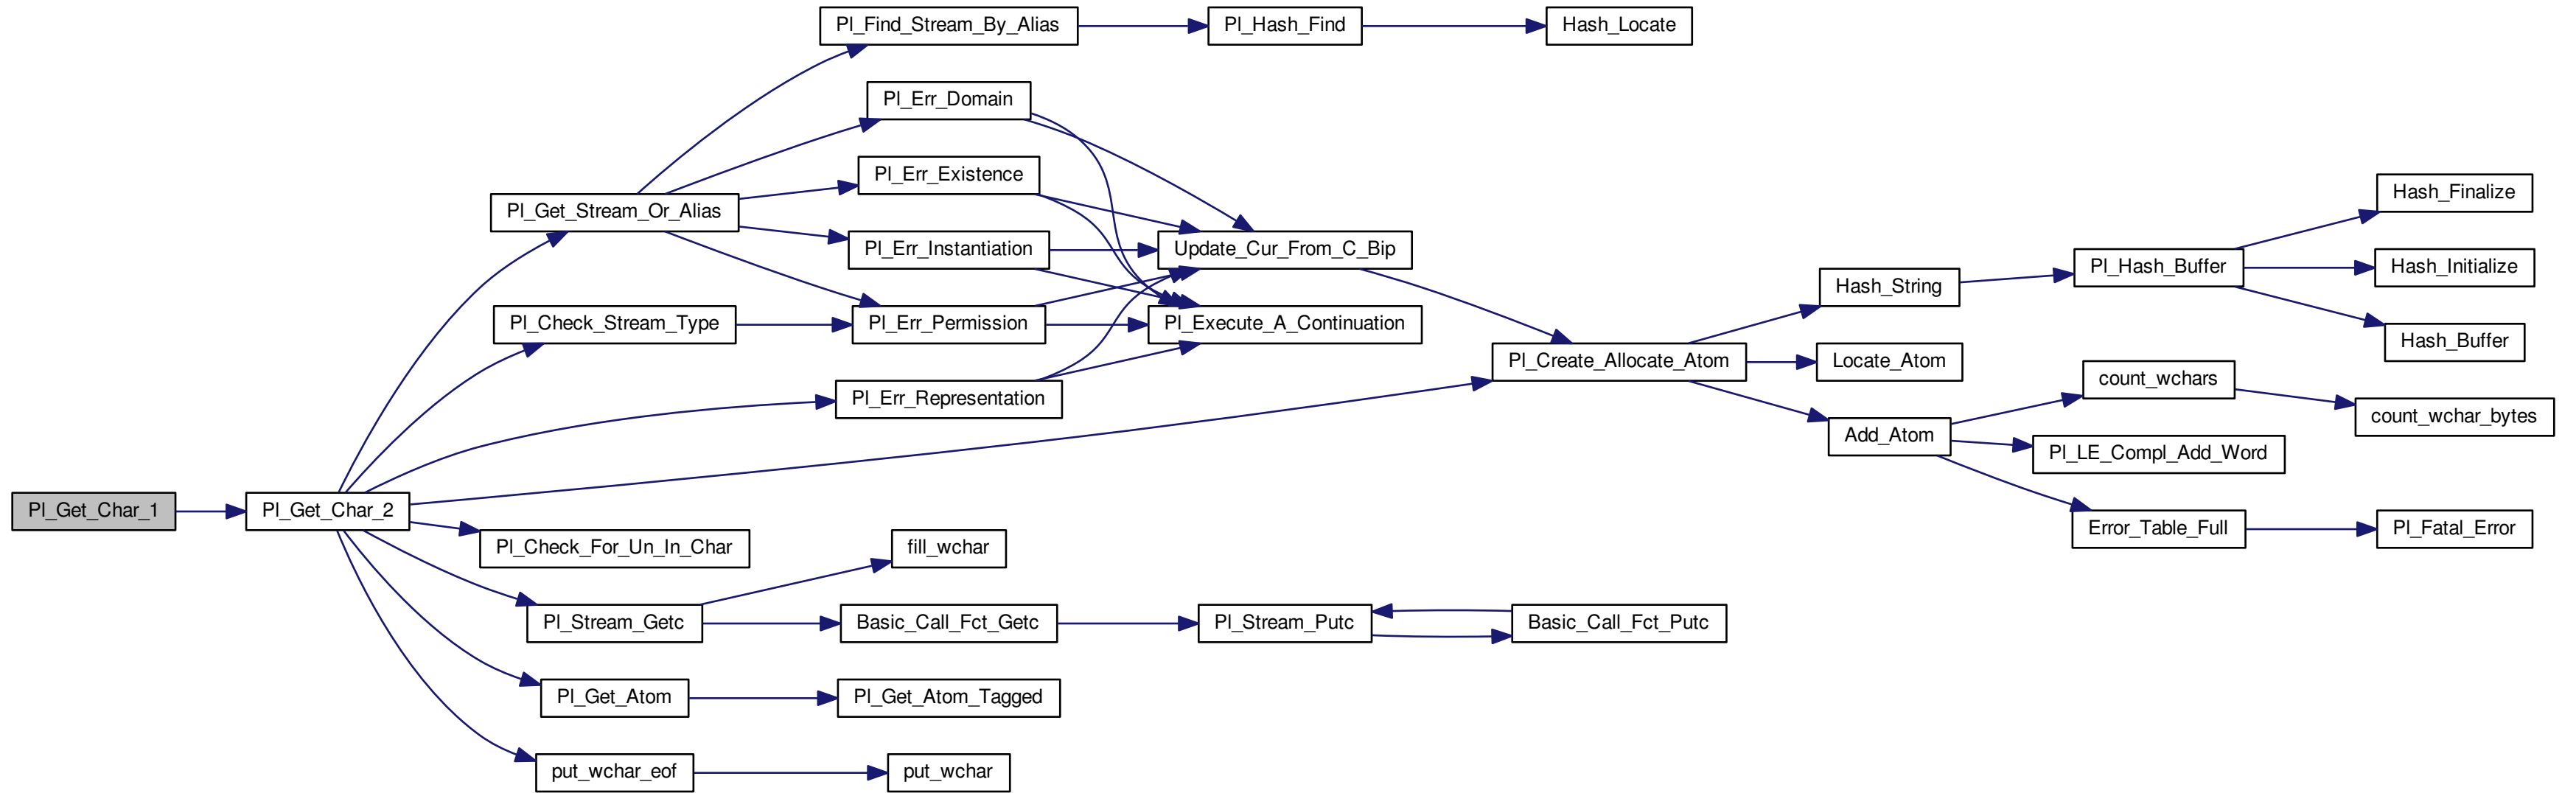 Pl_Find_Stream_By_Alias
Pl_Hash_Find
Hash_Locate
Pl_Err_Domain
Pl_Err_Existence
Hash_Finalize
Pl_Get_Stream_Or_Alias
Pl_Err_Instantiation
Update_Cur_From_C_Bip
Pl_Hash_Buffer
Hash_Initialize
Hash_String
Pl_Check_Stream_Type
Pl_Err_Permission
Pl_Execute_A_Continuation
Hash_Buffer
Pl_Create_Allocate_Atom
Locate_Atom
count_wchars
Pl_Err_Representation
count_wchar_bytes
Add_Atom
Pl_LE_Compl_Add_Word
Pl_Get_Char_1
Pl_Get_Char_2
Error_Table_Full
Pl_Fatal_Error
Pl_Check_For_Un_In_Char
fill_wchar
Pl_Stream_Getc
Basic_Call_Fct_Getc
Pl_Stream_Putc
Basic_Call_Fct_Putc
Pl_Get_Atom
Pl_Get_Atom_Tagged
put_wchar_eof
put_wchar